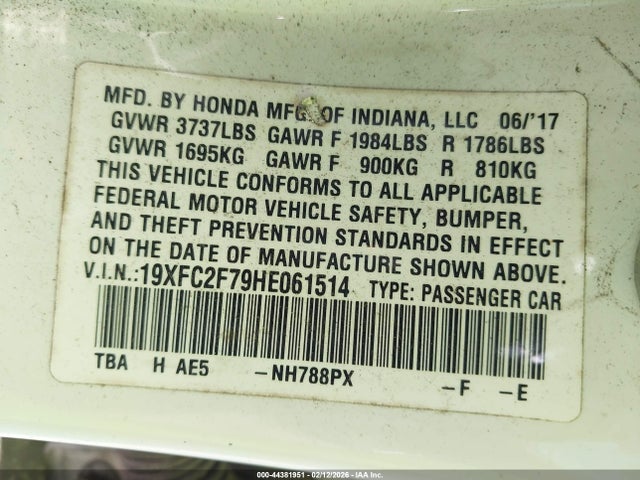 MFD. BY HONDA MFG. OF INDIANA, LLC 06/'17
GVWR 3737LBS GAWR F 1984LBS R 1786LBS
GVWR 1695KG GAWR F 900KG R 810KG
THIS VEHICLE CONFORMS TO ALL APPLICABLE
FEDERAL MOTOR VEHICLE SAFETY, BUMPER,
AND THEFT PREVENTION STANDARDS IN EFFECT
ON THE DATE OF MANUFACTURE SHOWN ABOVE.
V.I.N.:19XFC2F79HE061514 TYPE: PASSENGER CAR
TBA H AE5 -NH788PX -F -E
000-44381951 - 02/12/2026 - IAA Inc.